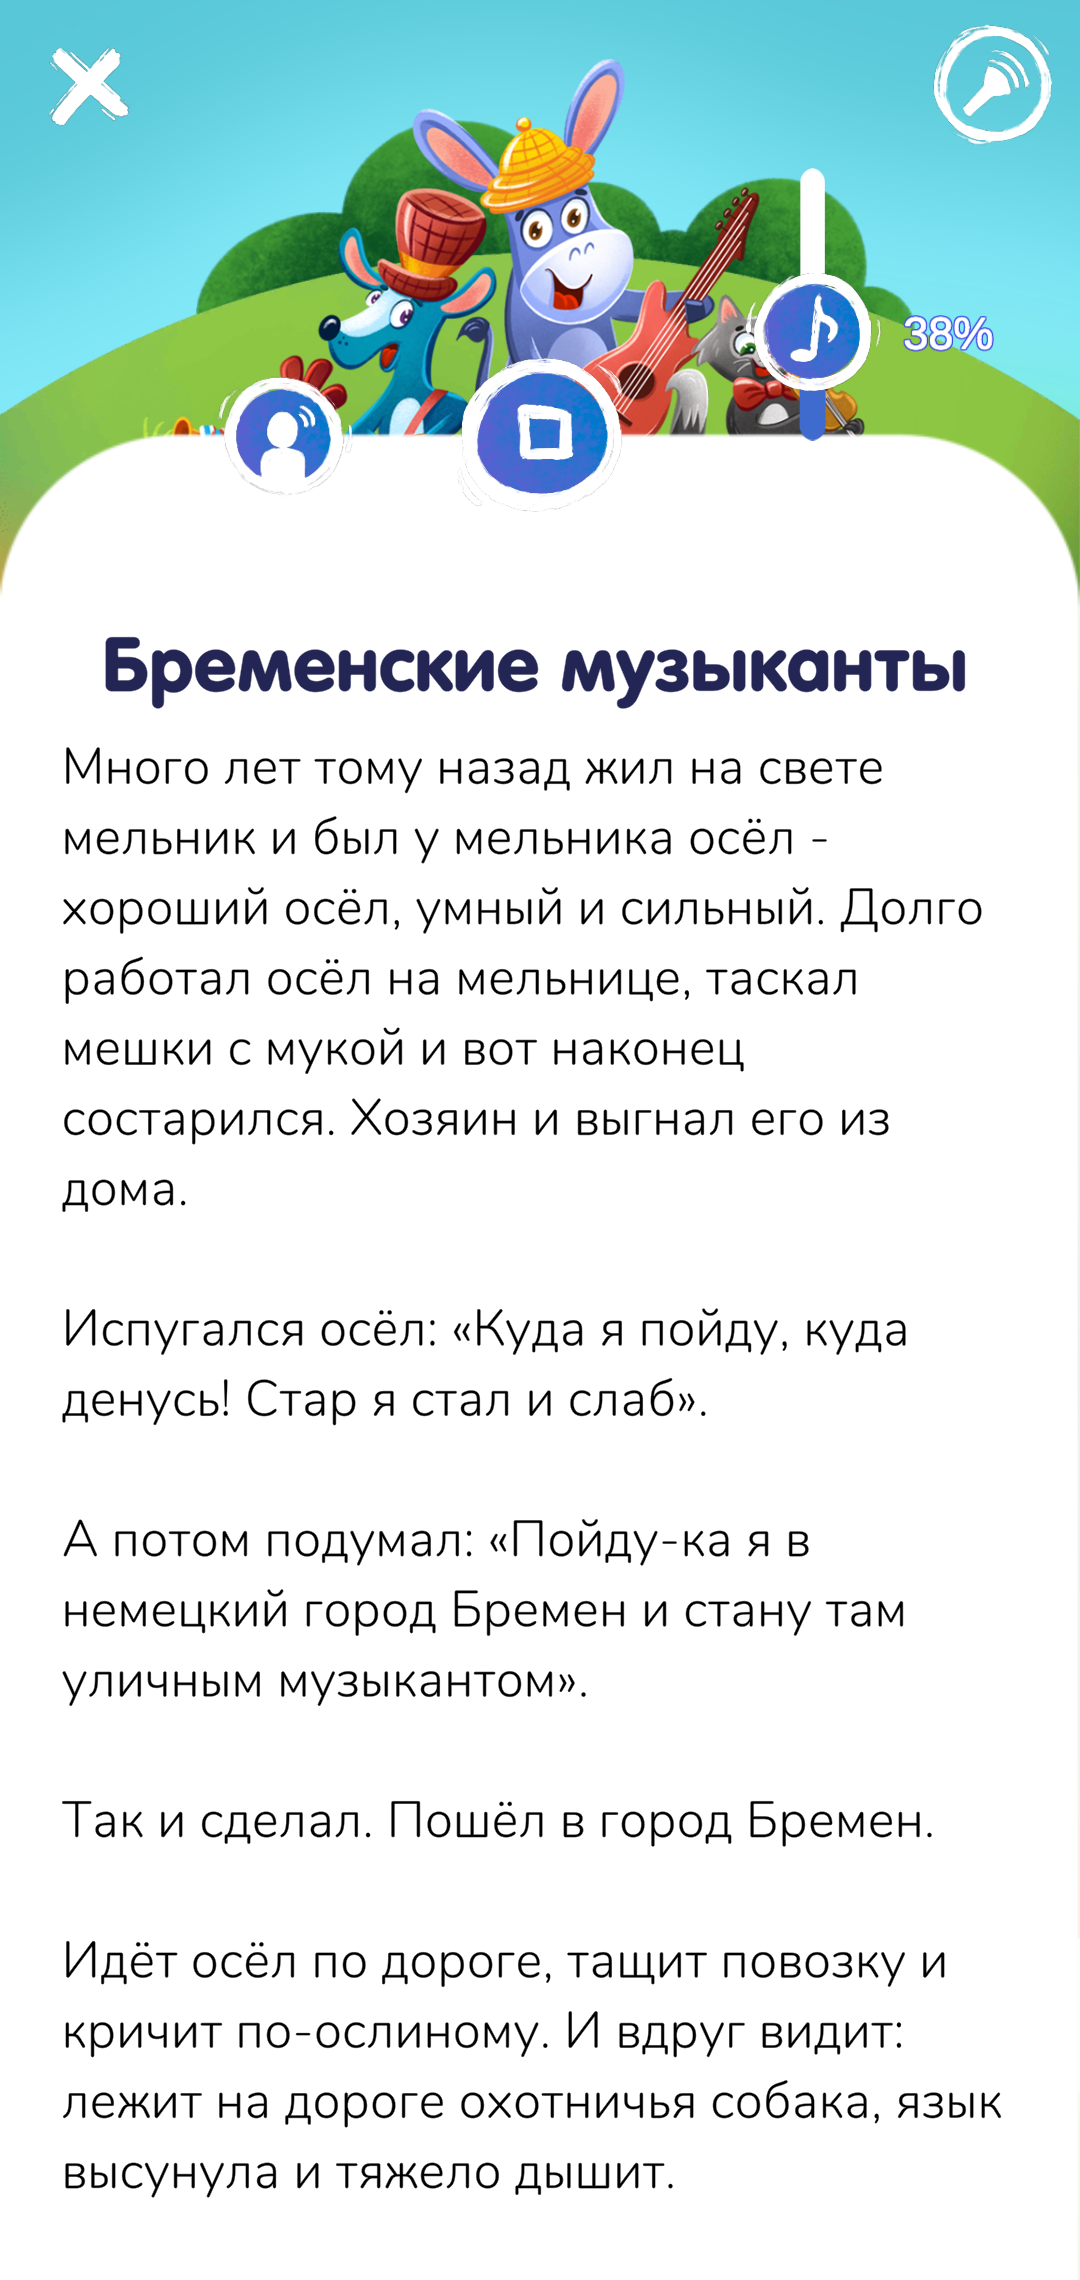 38%
Бременские музыканты
Много лет тому назад жил на свете
мельник и был у мельника осёл -
хороший осёл, умный и сильный. Долго
работал осёл на мельнице, таскал
мешки с мукой и вот наконец
состарился. Хозяин и выгнал его из
дома.
Испугался осёл: «Куда я пойду, куда
денусь! Стар я стал и слаб».
А потом подумал: «Пойду-ка я в
немецкий город Бремен и стану там
уличным музыкантом».
Так и сделал. Пошёл в город Бремен.
Идёт осёл по дороге, тащит повозку и
кричит по-ослиному. И вдруг видит:
лежит на дороге охотничья собака, язык
высунула и тяжело дышит.